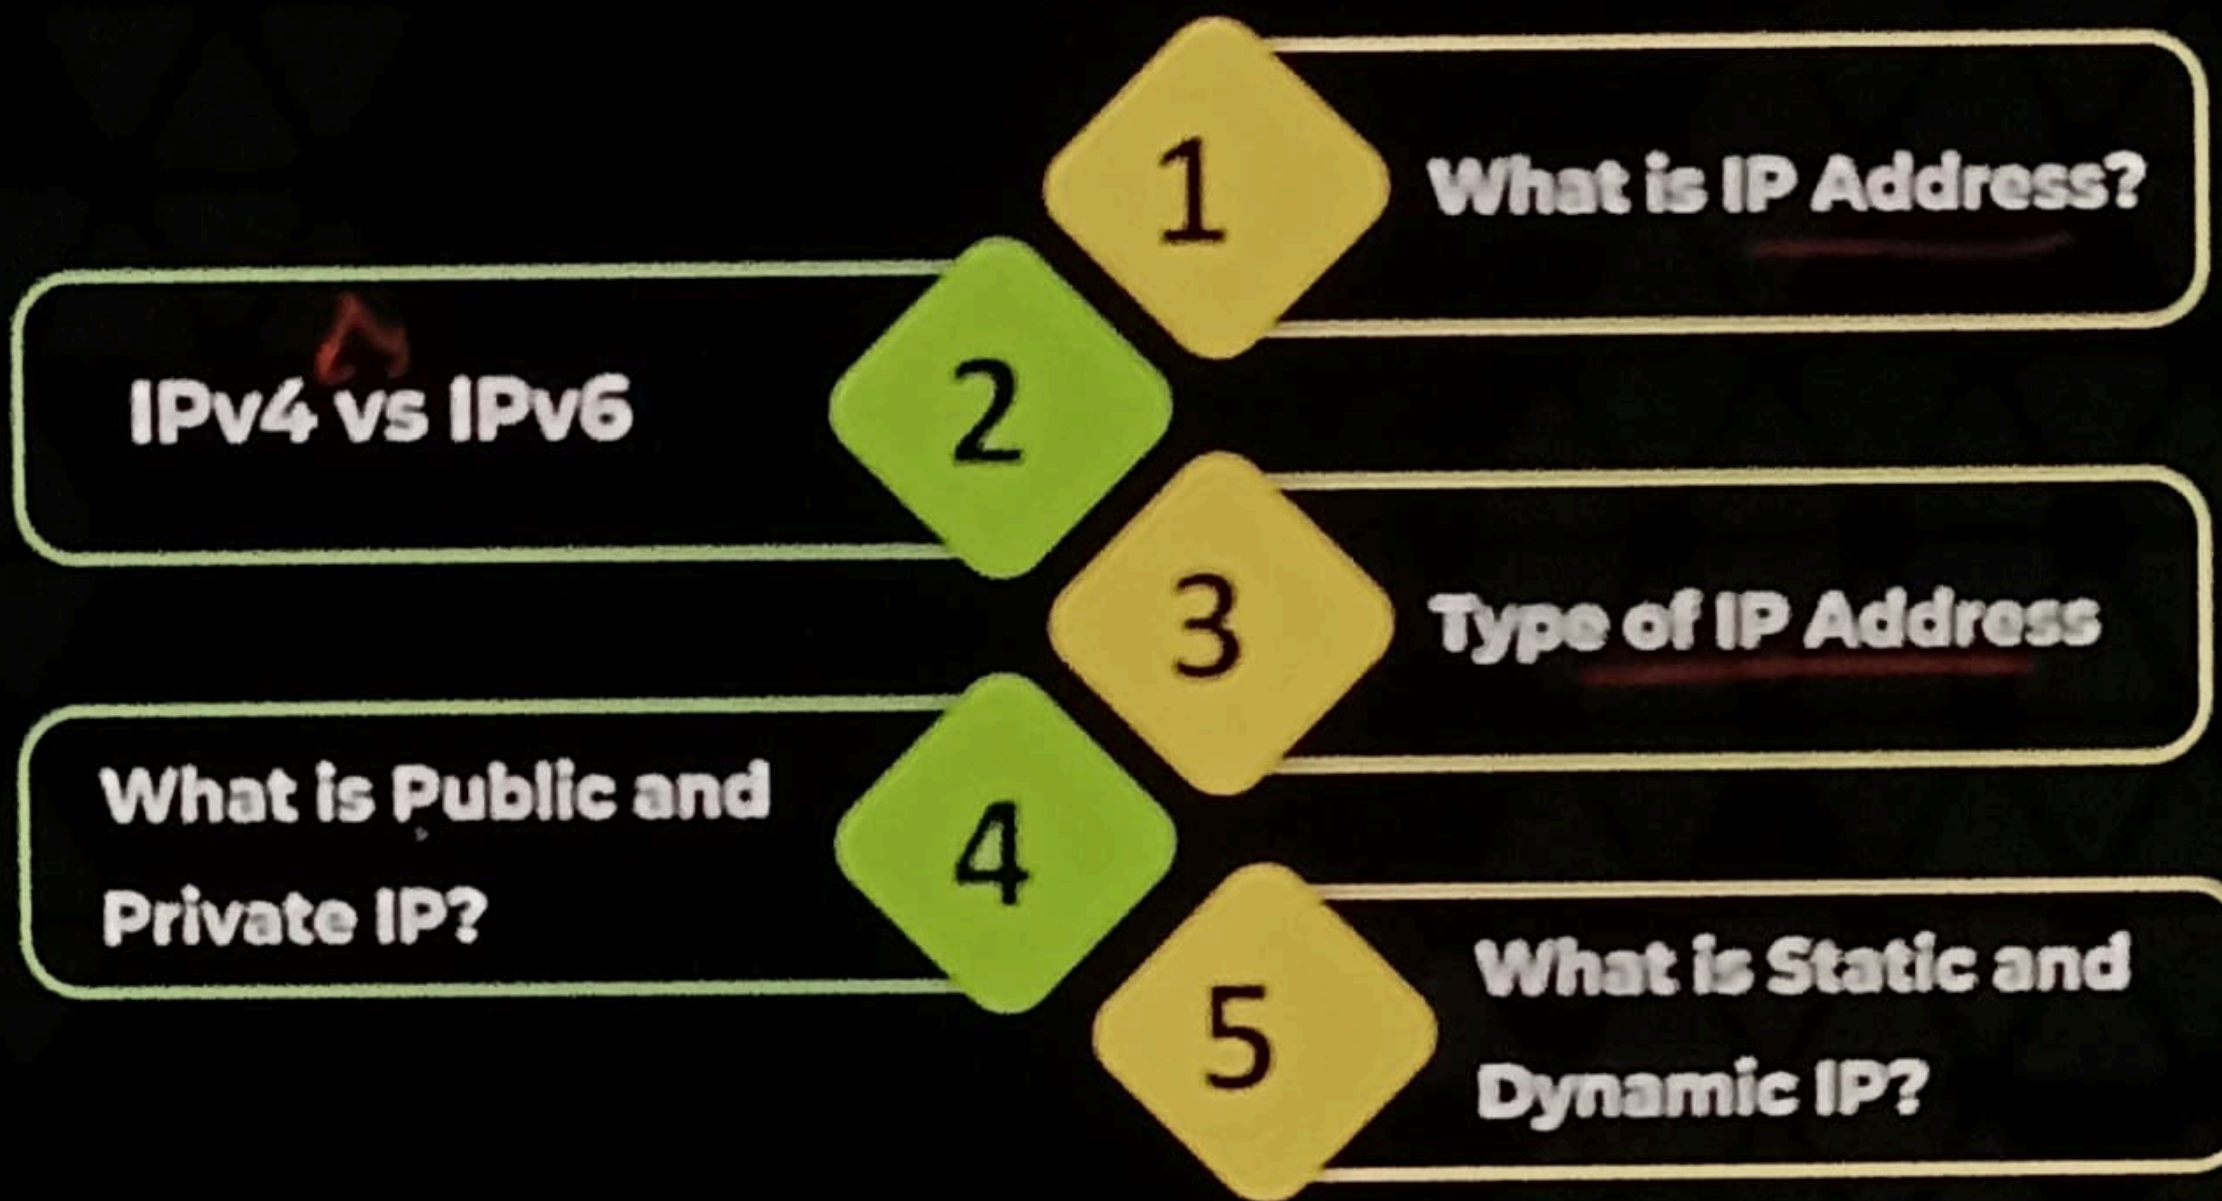 1
What is IP Address?
2
IPv4 vs IPv6
3
Type of IP Address
4
What is Public and
Private IP?
5
What is Static and
Dynamic IP?